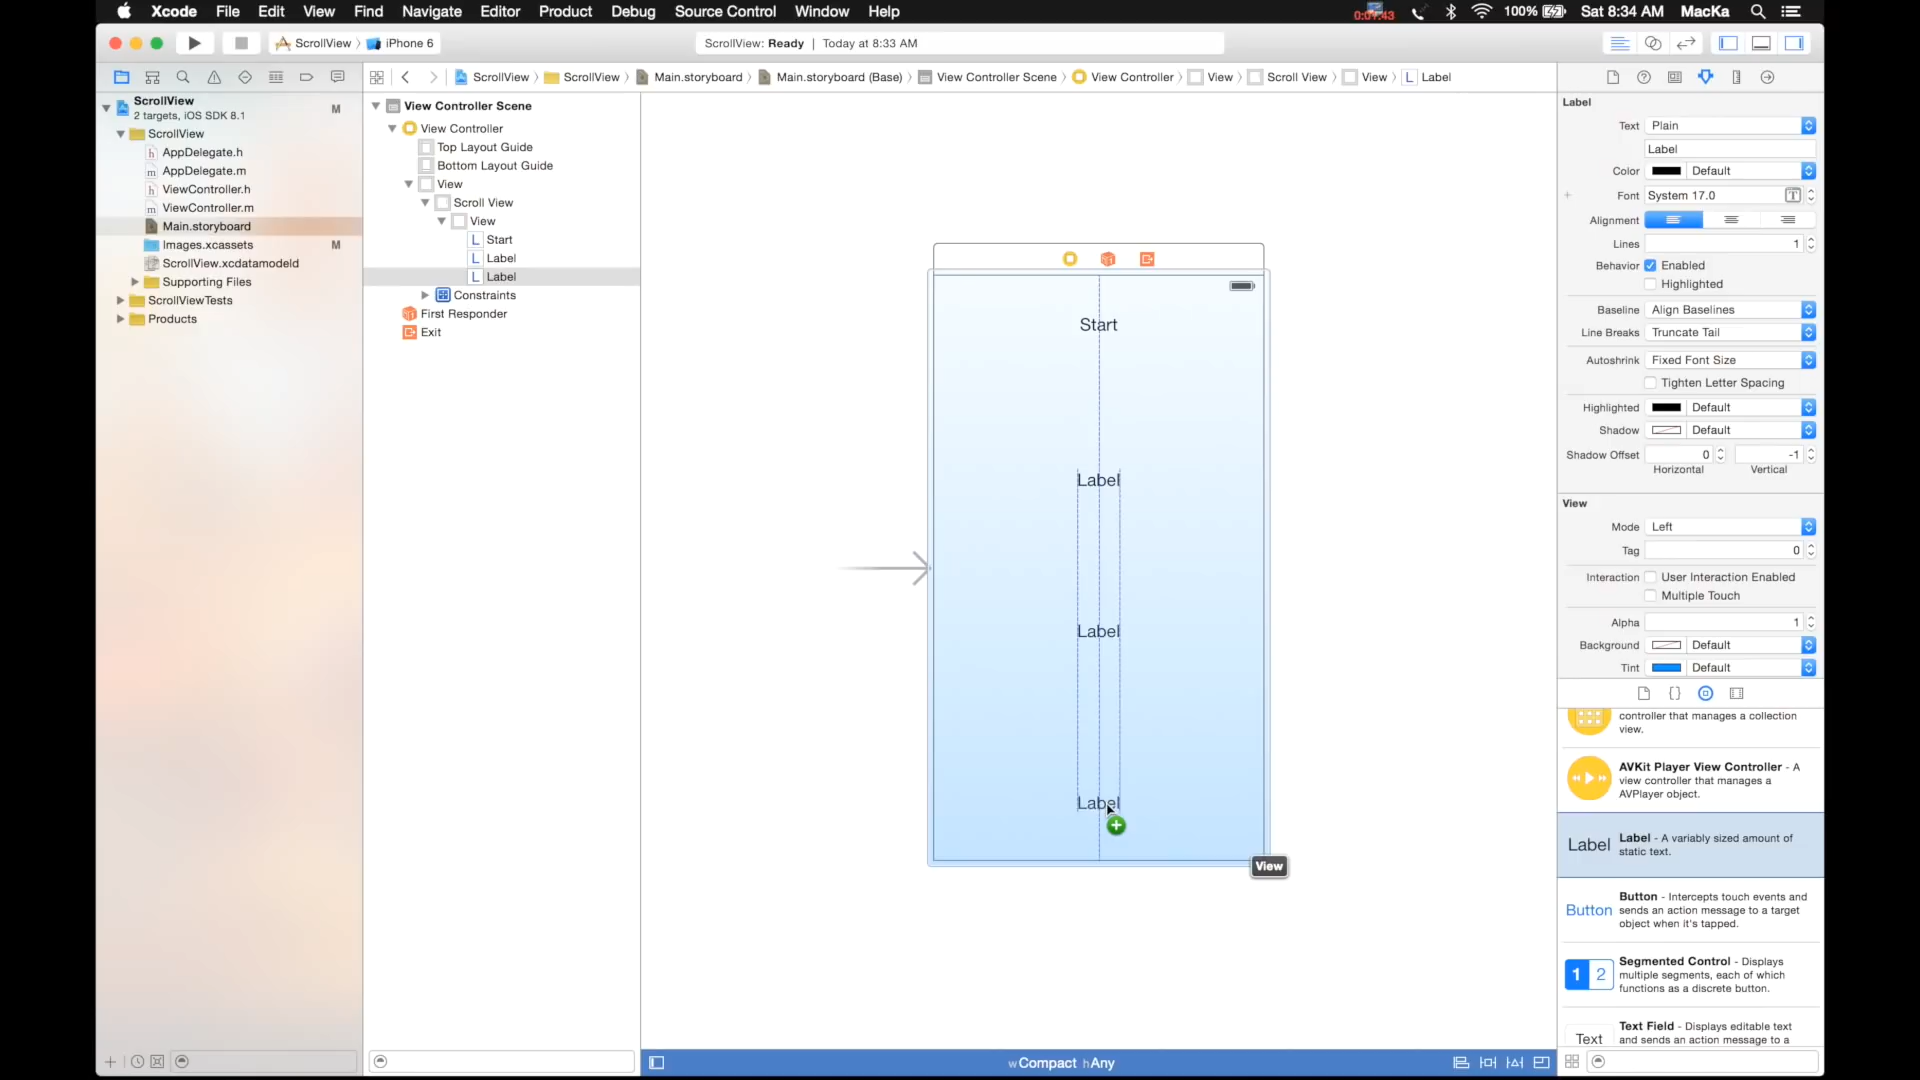 Xcode File Edit View Find Navigate Editor Product Debug Source Control Window Help
100% Sat 8:34 AM MacKa
ScrollView iPhone 6
ScrollView: Ready | Today at 8:33 AM
ScrollView ScrollView Main.storyboard Main.storyboard (Base) View Controller Scene View Controller View Scroll View View L Label
ScrollView
2 targets, iOS SDK 8.1
M
ScrollView
h AppDelegate.h
m AppDelegate.m
h ViewController.h
m ViewController.m
Main.storyboard
Images.xcassets M
ScrollView.xcdatamodeld
Supporting Files
ScrollViewTests
Products
View Controller Scene
View Controller
Top Layout Guide
Bottom Layout Guide
View
Scroll View
View
L Start
L Label
L Label
Constraints
First Responder
Exit
Start
Label
Label
Label
View
wCompact hAny
Label
Text Plain
Label
Color Default
Font System 17.0 T
Alignment
Lines 1
Behavior Enabled
Highlighted
Baseline Align Baselines
Line Breaks Truncate Tail
Autoshrink Fixed Font Size
Tighten Letter Spacing
Highlighted Default
Shadow Default
Shadow Offset 0 -1
Horizontal Vertical
View
Mode Left
Tag 0
Interaction User Interaction Enabled
Multiple Touch
Alpha 1
Background Default
Tint Default
{}
controller that manages a collection
view.
AVKit Player View Controller - A
view controller that manages a
AVPlayer object.
Label
Label - A variably sized amount of
static text.
Button
Button - Intercepts touch events and
sends an action message to a target
object when it's tapped.
1 2
Segmented Control - Displays
multiple segments, each of which
functions as a discrete button.
Text
Text Field - Displays editable text
and sends an action message to a